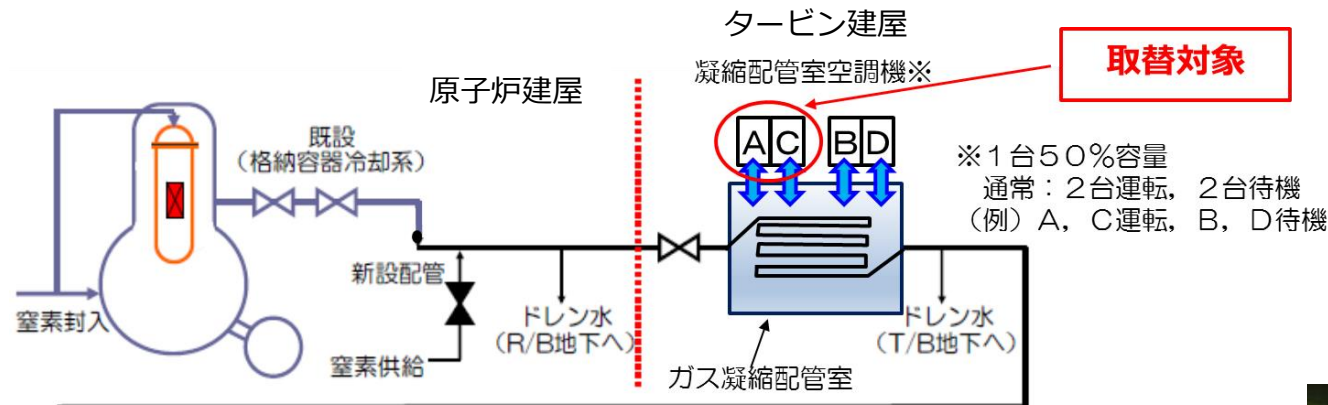 タービン建屋
取替対象
凝縮配管室空調機※
原子炉建屋
既設
(格納容器冷却系)
A C B D
※1台50%容量
通常:2台運転,2台待機
(例)A,C運転,B,D待機
新設配管
窒素封入
ドレン水
(R/B地下へ)
ドレン水
(T/B地下へ)
窒素供給
ガス凝縮配管室